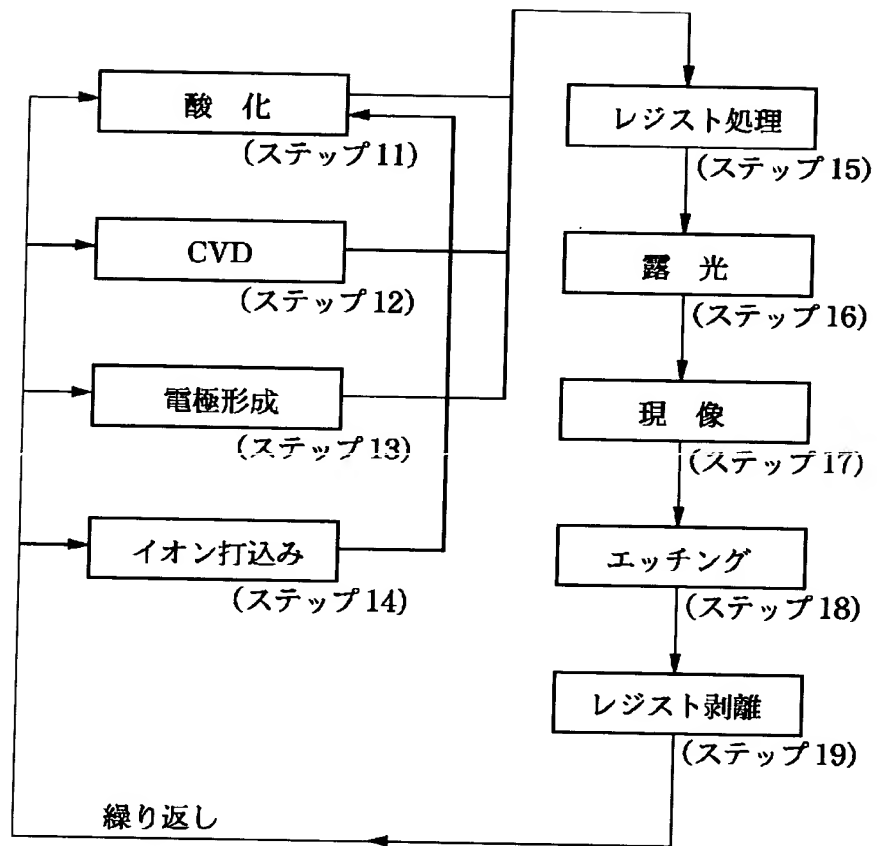 酸 化
(ステップ11)
CVD
(ステップ12)
電極形成
(ステップ13)
イオン打込み
(ステップ14)
レジスト処理
(ステップ15)
露 光
(ステップ16)
現 像
(ステップ17)
エッチング
(ステップ18)
レジスト剥離
(ステップ19)
繰り返し